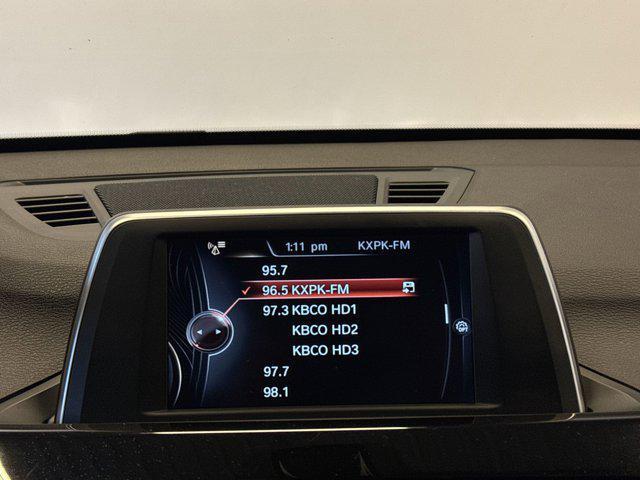 1:11 pm KXPK-FM
95.7
96.5 KXPK-FM
97.3 KBCO HD1
KBCO HD2
KBCO HD3
97.7
98.1
OPT